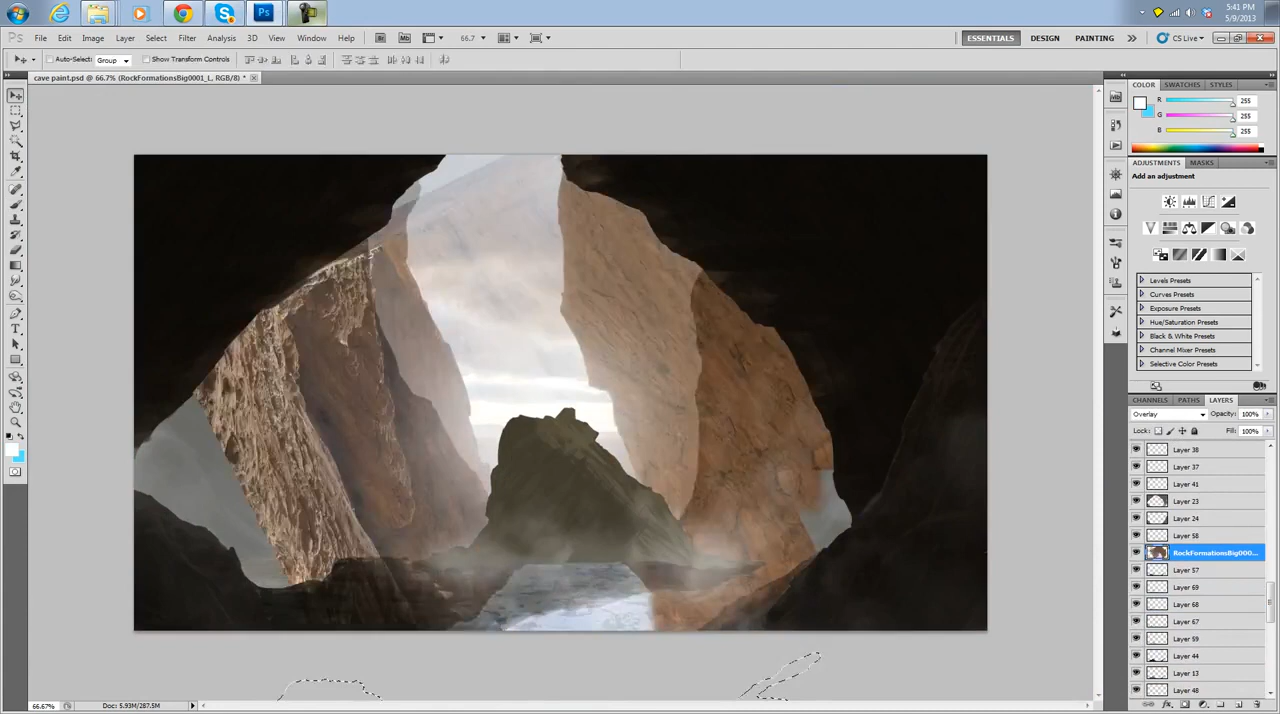 5:41 PM
5/9/2013
Ps File Edit Image Layer Select Filter Analysis 3D View Window Help 66.7 ESSENTIALS DESIGN PAINTING CS Live
Auto-Select: Group Show Transform Controls
cave paint.psd @ 66.7% (RockFormationsBig0001_L, RGB/8) *
COLOR SWATCHES STYLES
R 255
G 255
B 255
ADJUSTMENTS MASKS
Add an adjustment
Levels Presets
Curves Presets
Exposure Presets
Hue/Saturation Presets
Black & White Presets
Channel Mixer Presets
Selective Color Presets
CHANNELS PATHS LAYERS
Overlay Opacity: 100%
Lock: Fill: 100%
Layer 38
Layer 37
Layer 41
Layer 23
Layer 24
Layer 58
RockFormationsBig000...
Layer 57
Layer 69
Layer 68
Layer 67
Layer 59
Layer 44
Layer 13
Layer 48
66.67% Doc: 5.93M/287.5M